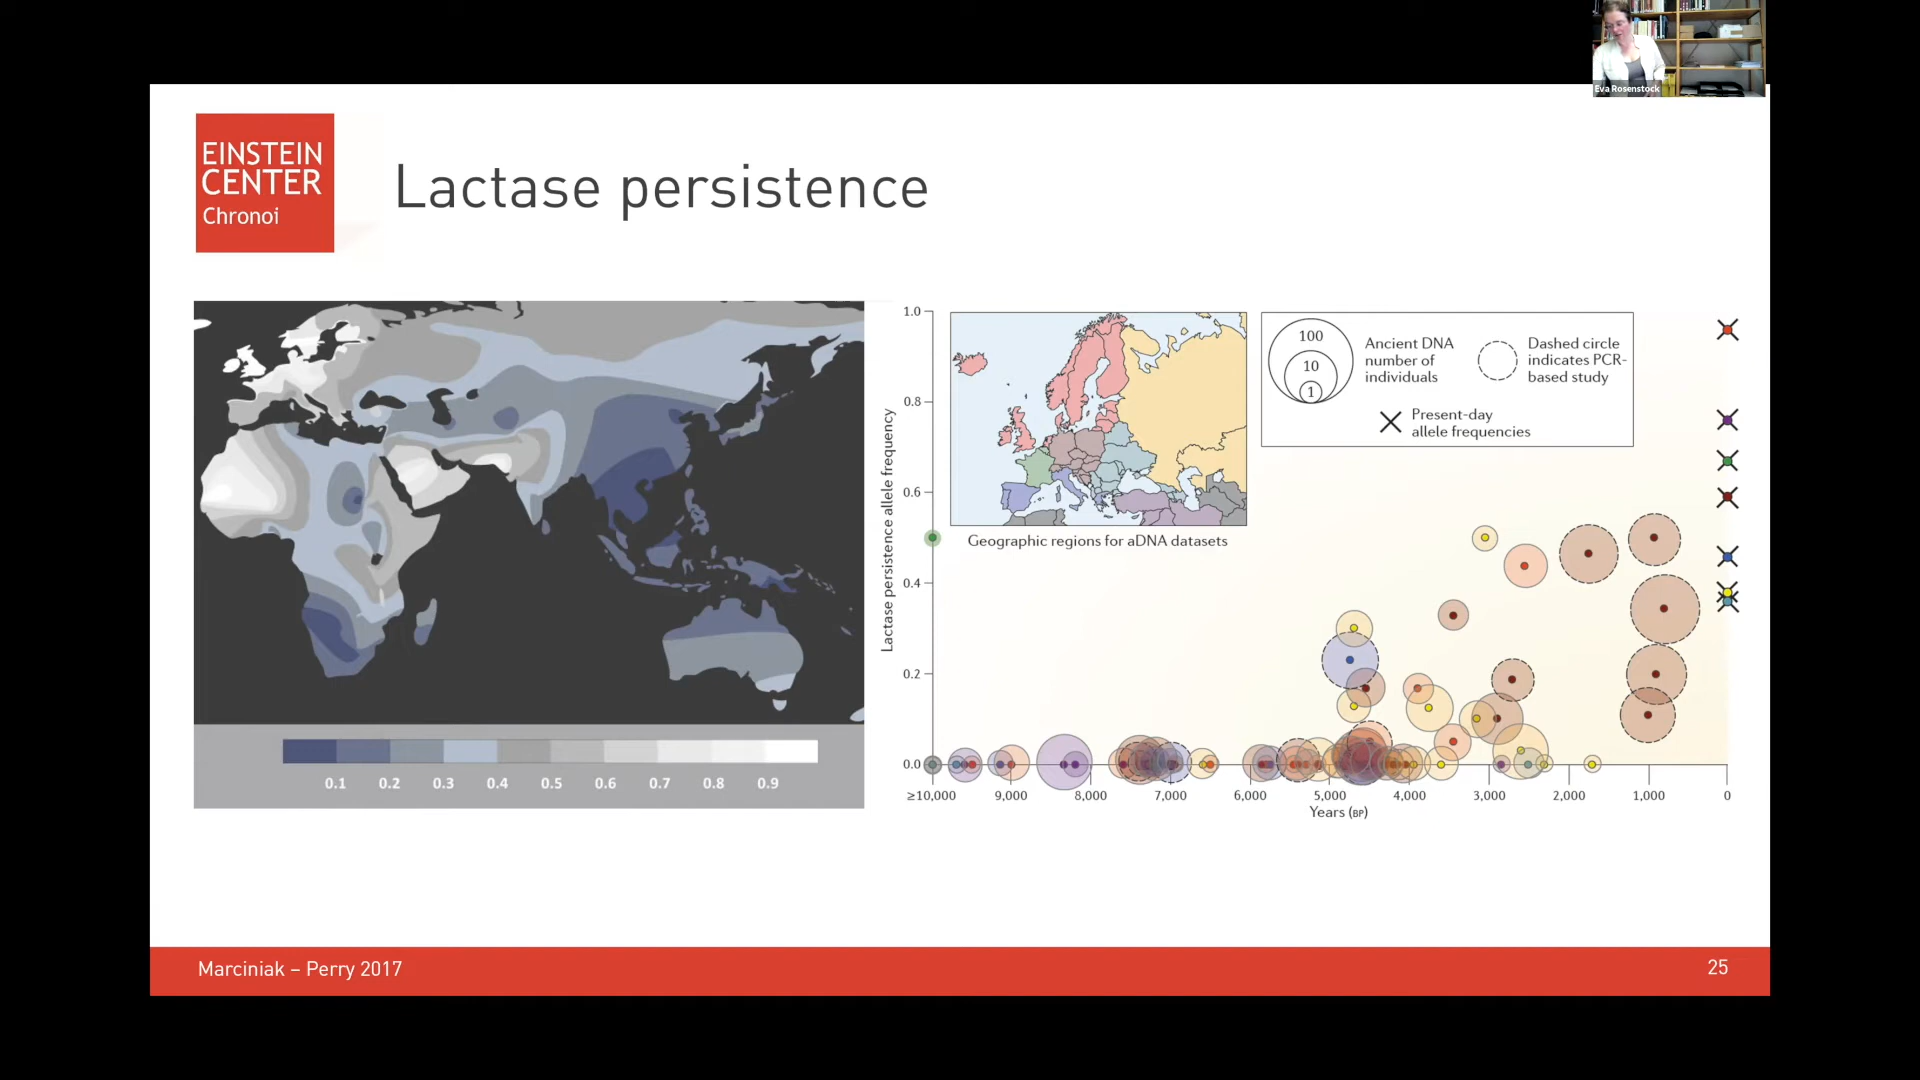 Eva Rosenstock
EINSTEIN
CENTER
Chronoi
Lactase persistence
0.1 0.2 0.3 0.4 0.5 0.6 0.7 0.8 0.9
Lactase persistence allele frequency
1.0
0.8
0.6
0.4
0.2
0.0
Geographic regions for aDNA datasets
100
10
1
Ancient DNA
number of
individuals
Dashed circle
indicates PCR-
based study
Present-day
allele frequencies
≥10,000 9,000 8,000 7,000 6,000 5,000 4,000 3,000 2,000 1,000 0
Years (BP)
Marciniak – Perry 2017
25